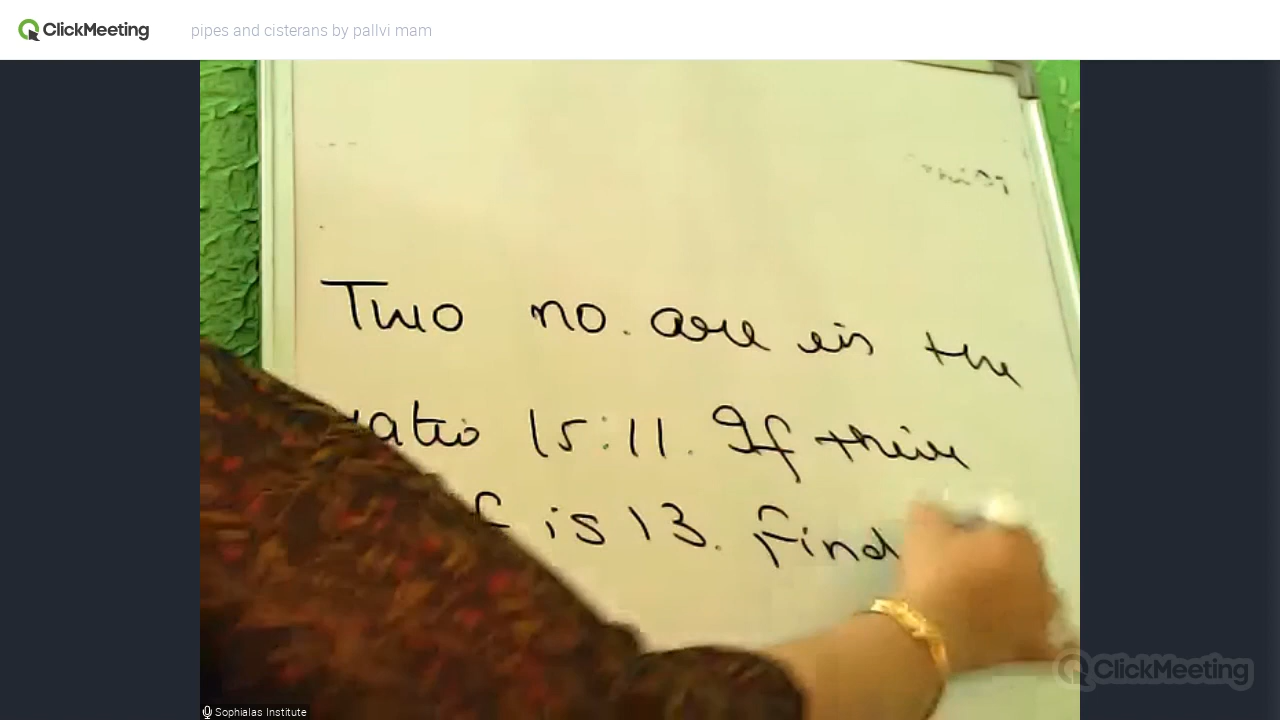 ClickMeeting
pipes and cisterans by pallvi mam
Two no. are in the
ratio 15:11. If their
is 13. Find
ClickMeeting
Sophialas Institute